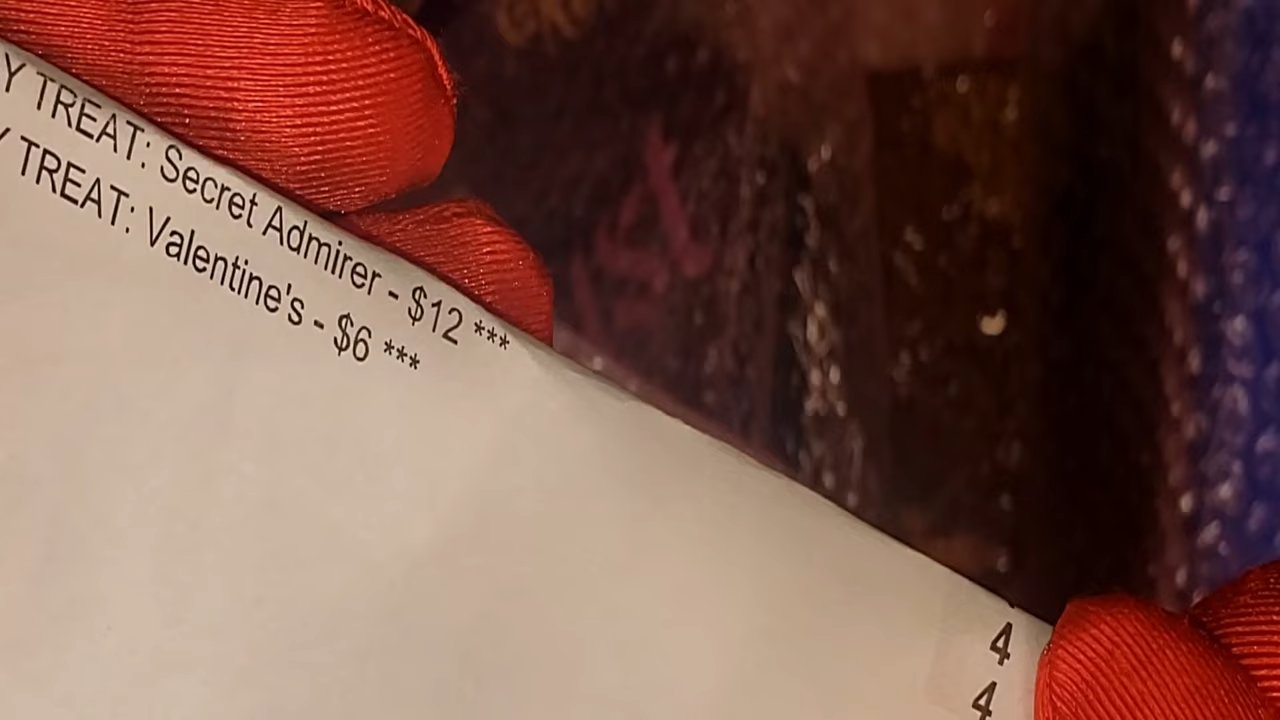 Y TREAT: Secret Admirer - $12 ***
Y TREAT: Valentine's - $6 ***
4
4